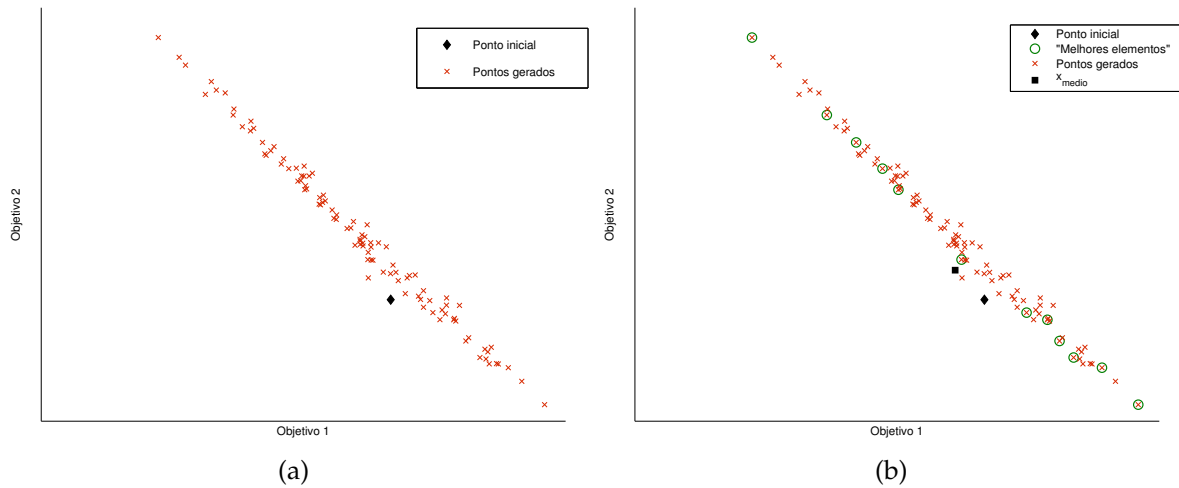 Ponto inicial
Pontos gerados
Objetivo 2
Objetivo 1
(a)
Ponto inicial
"Melhores elementos"
Pontos gerados
x_medio
Objetivo 2
Objetivo 1
(b)